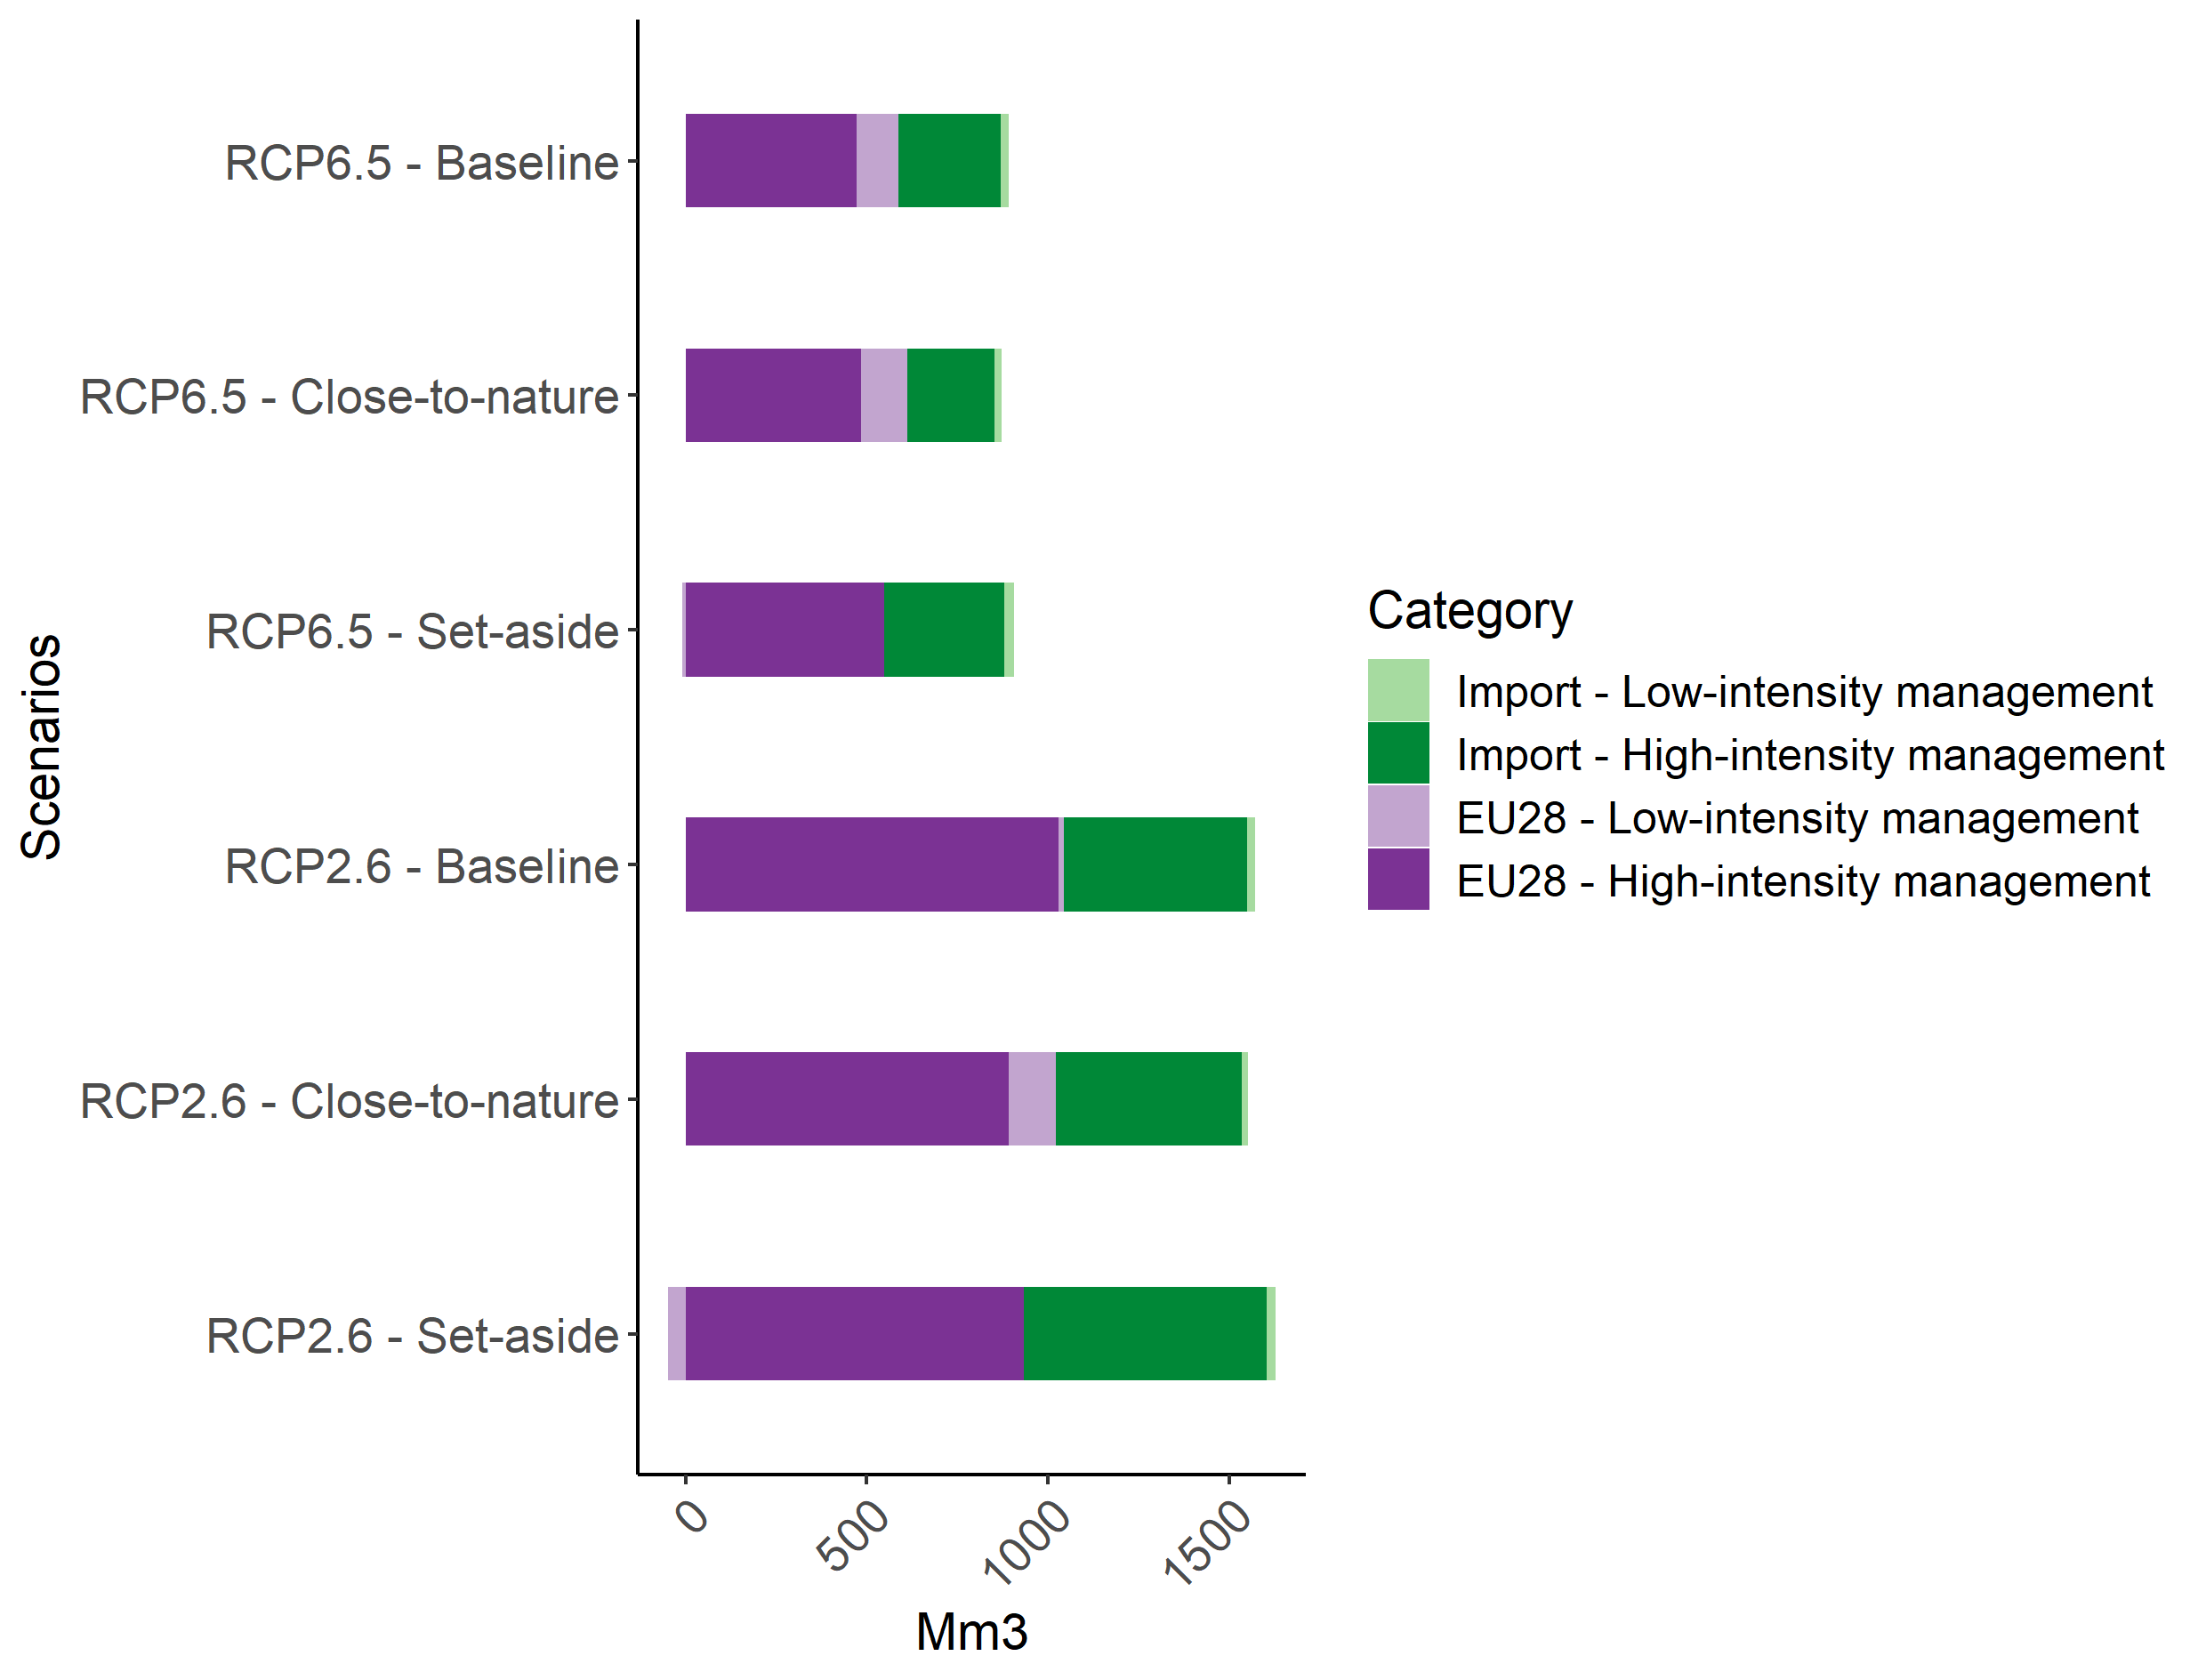 Scenarios
RCP6.5 - Baseline
RCP6.5 - Close-to-nature
RCP6.5 - Set-aside
RCP2.6 - Baseline
RCP2.6 - Close-to-nature
RCP2.6 - Set-aside
0
500
1000
1500
Mm3
Category
Import - Low-intensity management
Import - High-intensity management
EU28 - Low-intensity management
EU28 - High-intensity management